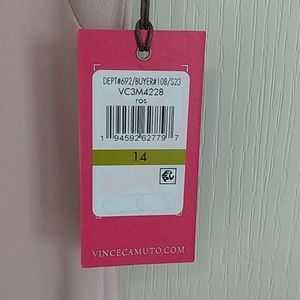 DEPT#692/BUYER#108/S23
VC3M4228
ros
1 94592 62779 7
14
VINCECAMUTO.COM